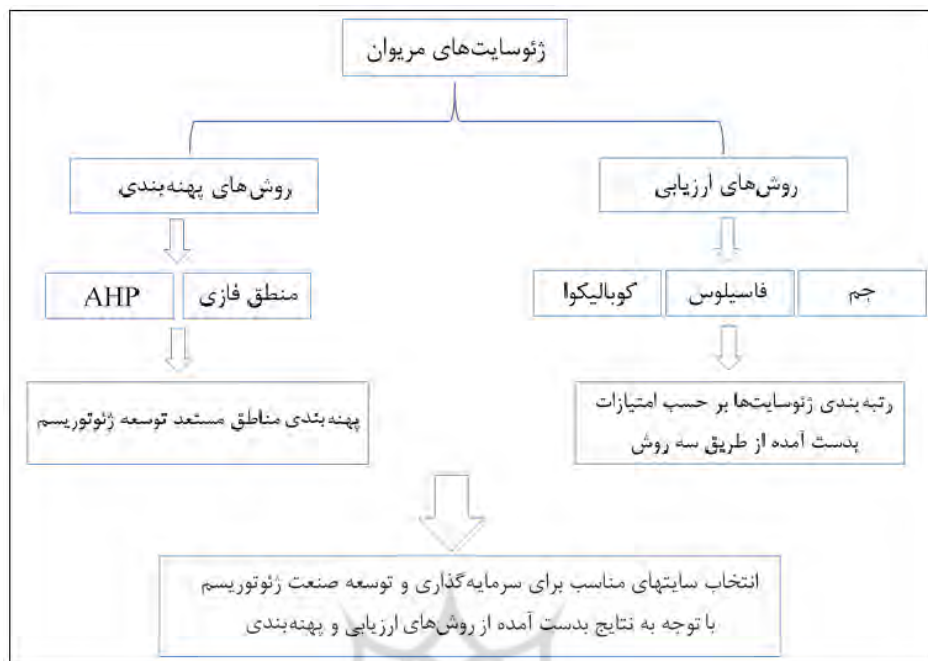 ژئوسایت‌های مریوان
روش‌های ارزیابی
روش‌های پهنه‌بندی
جم
فاسیلوس
کوبالیکوا
منطق فازی
AHP
رتبه‌بندی ژئوسایت‌ها بر حسب امتیازات
بدست آمده از طریق سه روش
پهنه‌بندی مناطق مستعد توسعه ژئوتوریسم
انتخاب سایتهای مناسب برای سرمایه‌گذاری و توسعه صنعت ژئوتوریسم
با توجه به نتایج بدست آمده از روش‌های ارزیابی و پهنه‌بندی